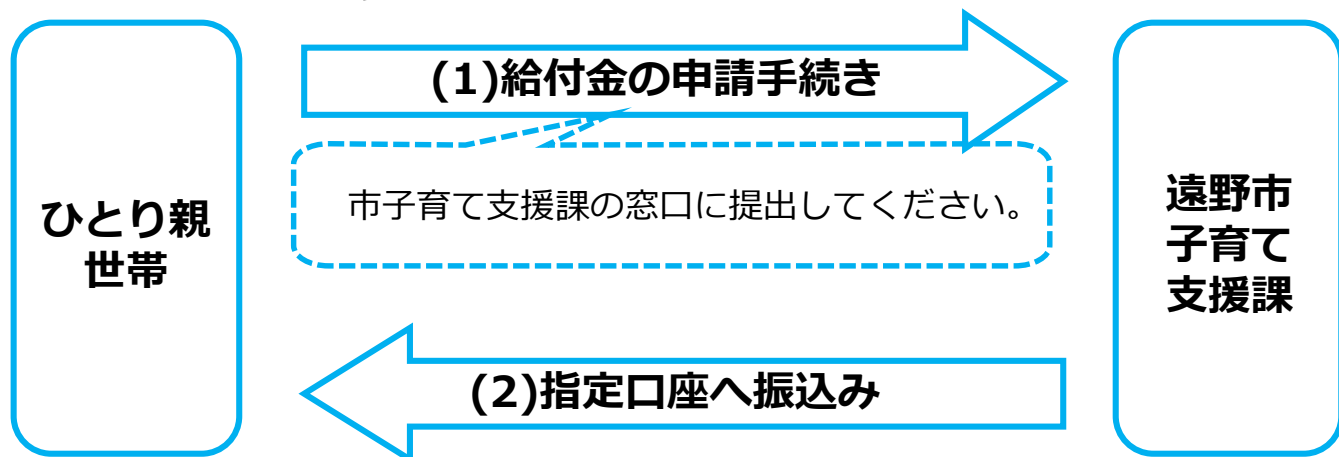 (1)給付金の申請手続き
市子育て支援課の窓口に提出してください。
ひとり親
世帯
遠野市
子育て
支援課
(2)指定口座へ振込み